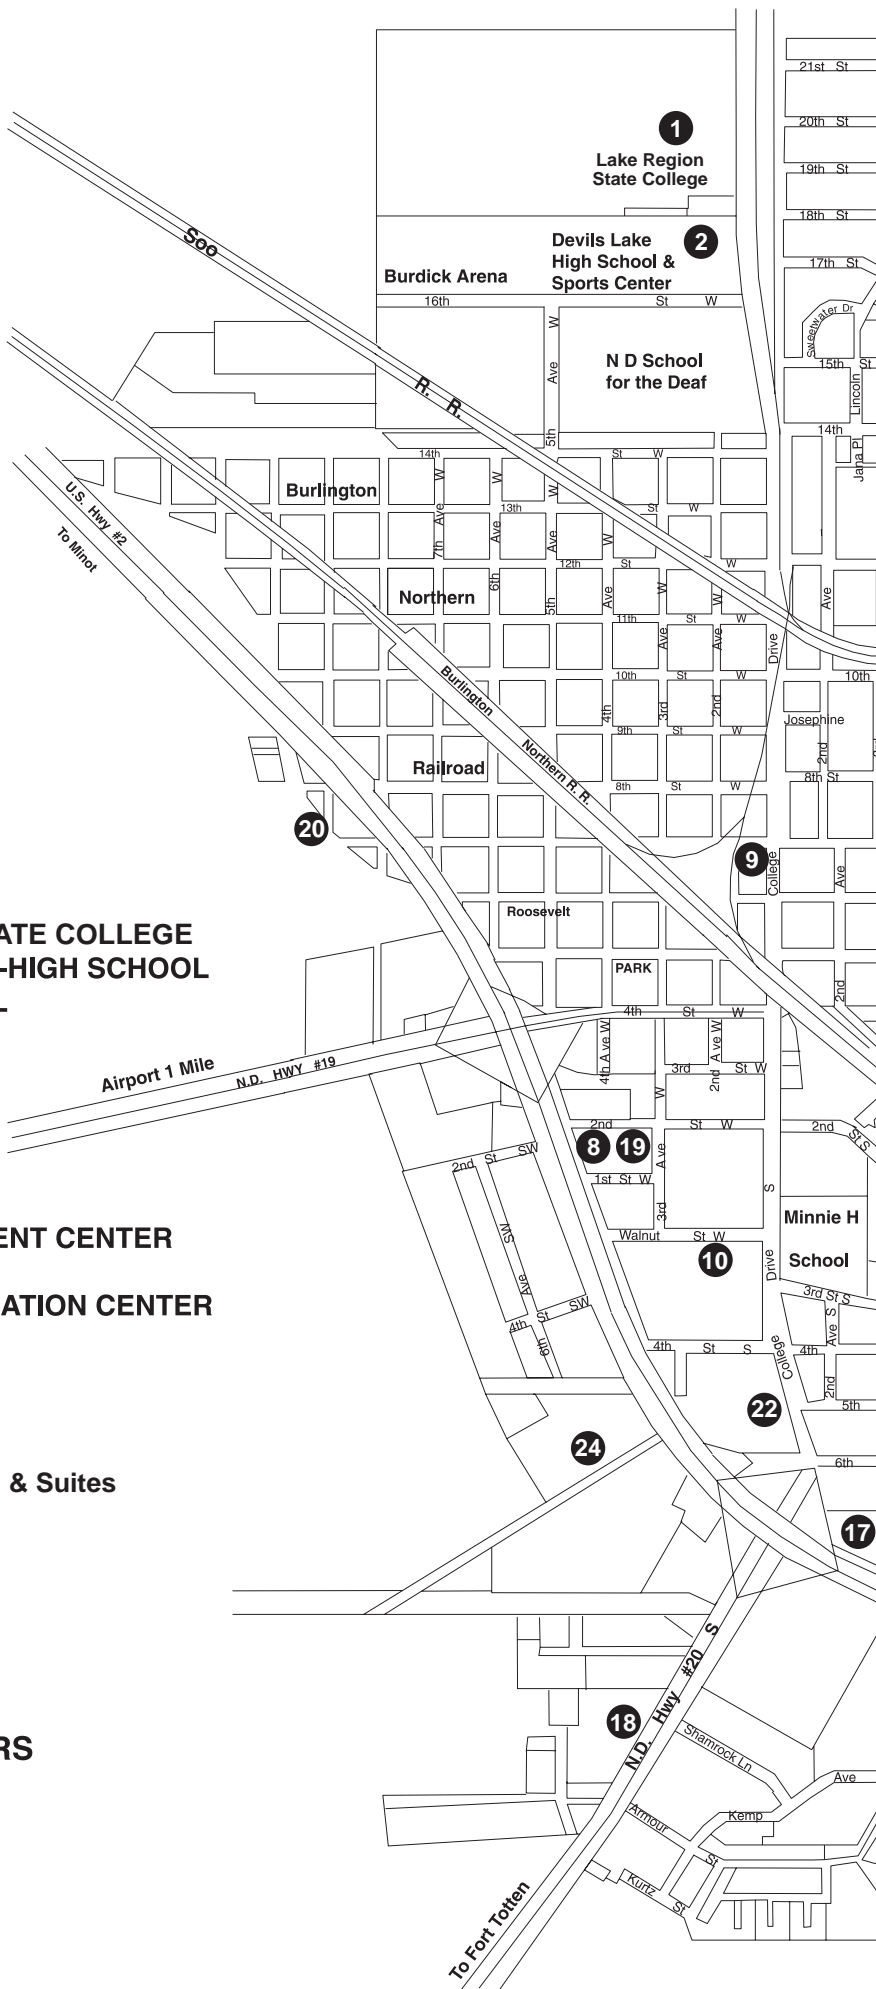 21st St
20th St
1
Lake Region
State College
19th St
18th St
Soo
Devils Lake
High School &
Sports Center
2
17th St
Burdick Arena
16th St W
Sweetwater Dr
N D School
for the Deaf
5th Ave W
15th St
Lincoln
R. R.
14th
Jana Pl
14th St W
U.S. Hwy #2
To Minot
Burlington
13th St W
7th Ave W
6th Ave W
5th Ave W
12th St W
Northern
11th St W
4th Ave W
3rd Ave W
2nd Ave W
Drive
Ave
10th St W
10th
Burlington
Northern R. R.
Josephine
2nd
9th St W
Railroad
8th St W
8th St
20
9
College
Ave
2nd
Roosevelt
ATE COLLEGE
-HIGH SCHOOL
PARK
4th St W
Airport 1 Mile
N.D. HWY #19
4th Ave W
2nd Ave W
3rd St W
3rd Ave W
2nd St W
2nd St S
8
19
2nd St SW
1st St W
Walnut St W
Minnie H
School
10
College Drive S
ENT CENTER
ATION CENTER
6th Ave SW
4th St SW
3rd St S
4th St S
4th
2nd Ave S
5th
22
24
6th
& Suites
17
18
N.D. Hwy #20 S
Shamrock Ln
RS
Kemp Ave
Armour St
Kurtz St
To Fort Totten